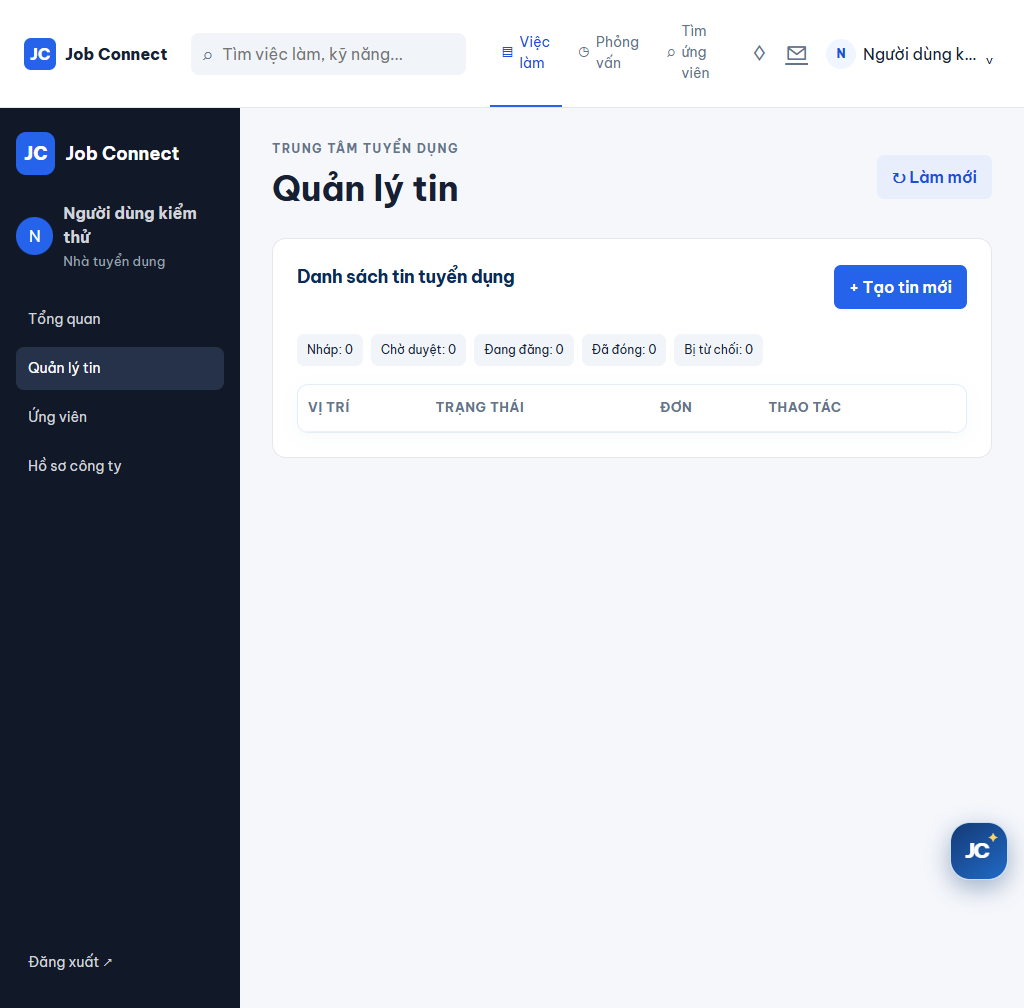 JC Job Connect
Tìm việc làm, kỹ năng...
Việc
làm
Phỏng
vấn
Tìm
ứng
viên
N Người dùng k...
JC Job Connect
N
Người dùng kiểm
thử
Nhà tuyển dụng
Tổng quan
Quản lý tin
Ứng viên
Hồ sơ công ty
Đăng xuất ↗
TRUNG TÂM TUYỂN DỤNG
Quản lý tin
↻ Làm mới
Danh sách tin tuyển dụng
+ Tạo tin mới
Nháp: 0 Chờ duyệt: 0 Đang đăng: 0 Đã đóng: 0 Bị từ chối: 0
VỊ TRÍ TRẠNG THÁI ĐƠN THAO TÁC
JC